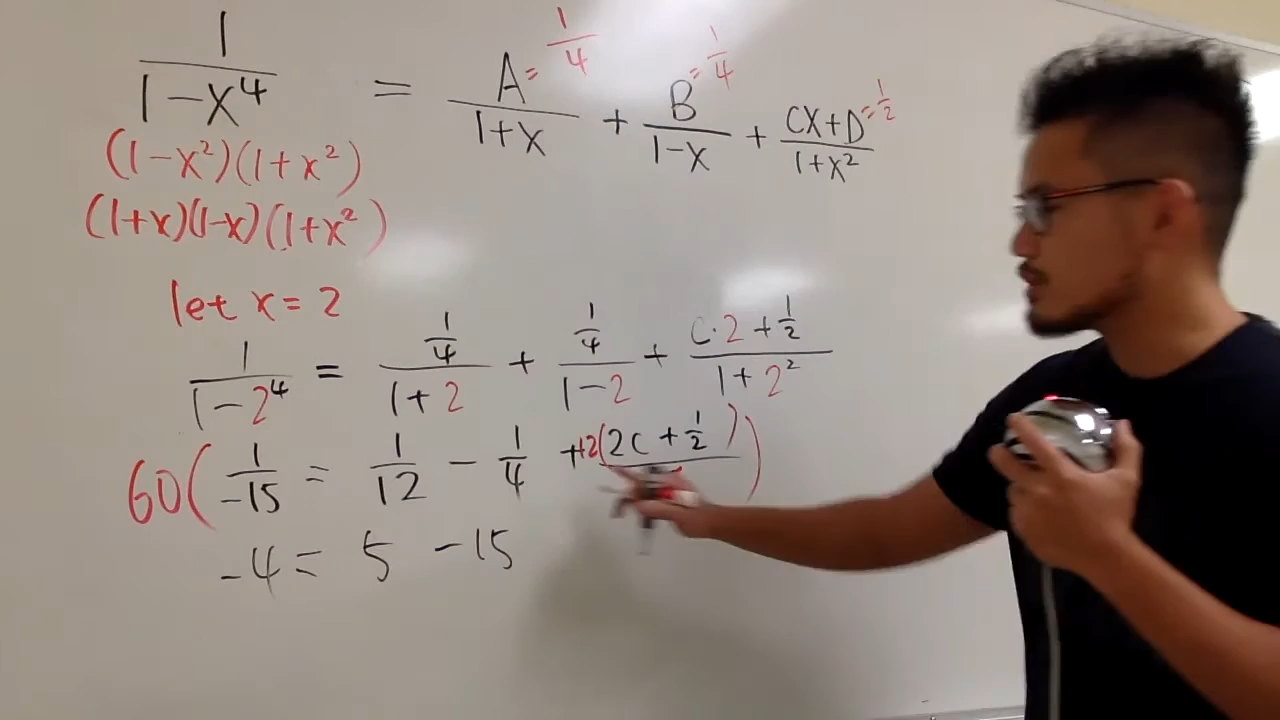 1/(1-x⁴) = A=1/4/(1+x) + B=1/4/(1-x) + (Cx+D=1/2)/(1+x²)
(1-x²)(1+x²)
(1+x)(1-x)(1+x²)
let x = 2
1/(1-2⁴) = (1/4)/(1+2) + (1/4)/(1-2) + (C·2+1/2)/(1+2²)
60(1/-15 = 1/12 - 1/4 + 12(2C+1/2))
-4 = 5 - 15